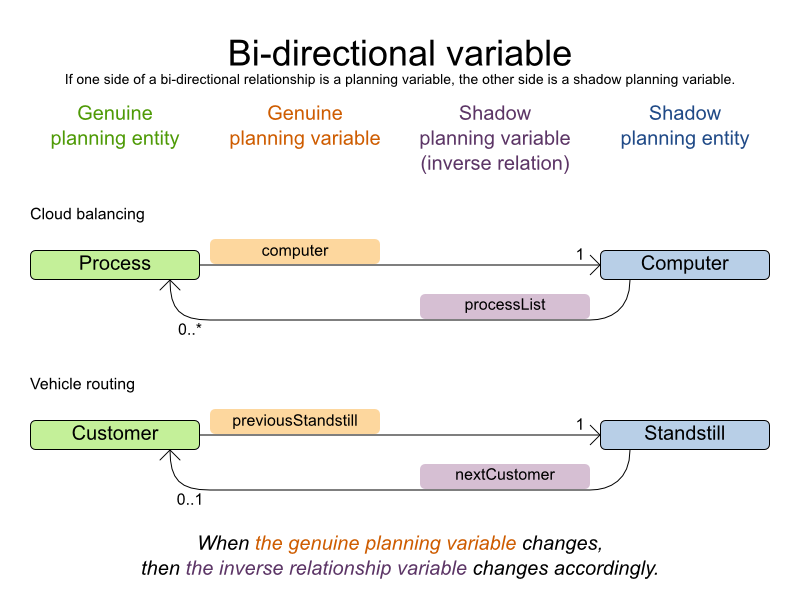 Bi-directional variable
If one side of a bi-directional relationship is a planning variable, the other side is a shadow planning variable.
Genuine
planning entity
Genuine
planning variable
Shadow
planning variable
(inverse relation)
Shadow
planning entity
Cloud balancing
Process
computer
1
Computer
processList
0..*
Vehicle routing
Customer
previousStandstill
1
Standstill
nextCustomer
0..1
When the genuine planning variable changes,
then the inverse relationship variable changes accordingly.